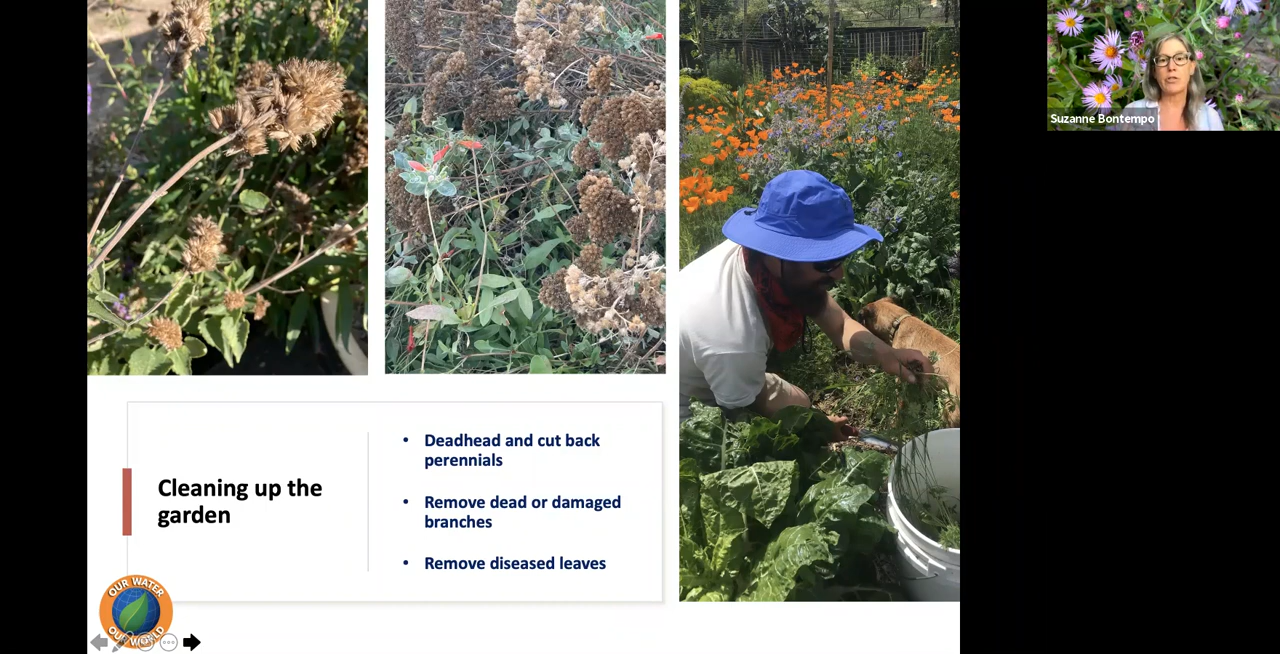 Suzanne Bontempo
Cleaning up the
garden
• Deadhead and cut back
perennials
• Remove dead or damaged
branches
• Remove diseased leaves
OUR WATER
OUR WORLD